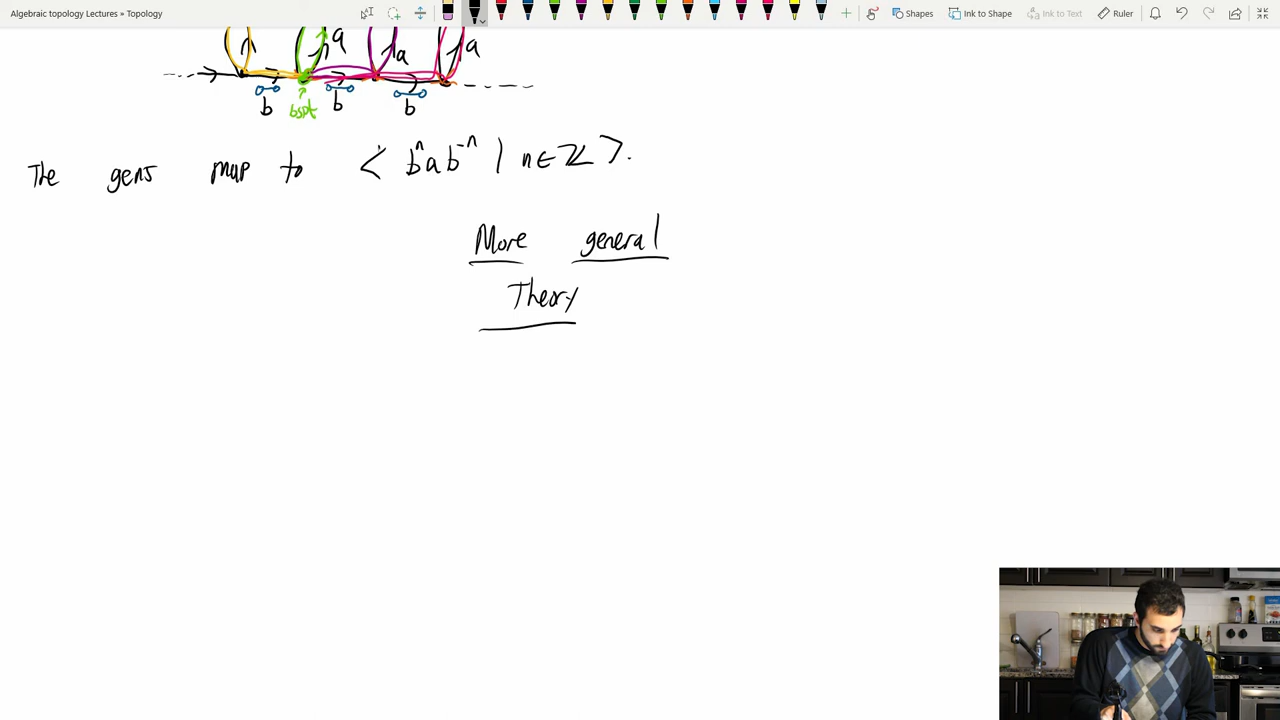 Algebraic topology Lectures » Topology
Shapes
Ink to Shape
Ink to Text
Ruler
a a a
b bspt b b
The gens map to < bⁿab⁻ⁿ | n∈ℤ >.
More general
Theory